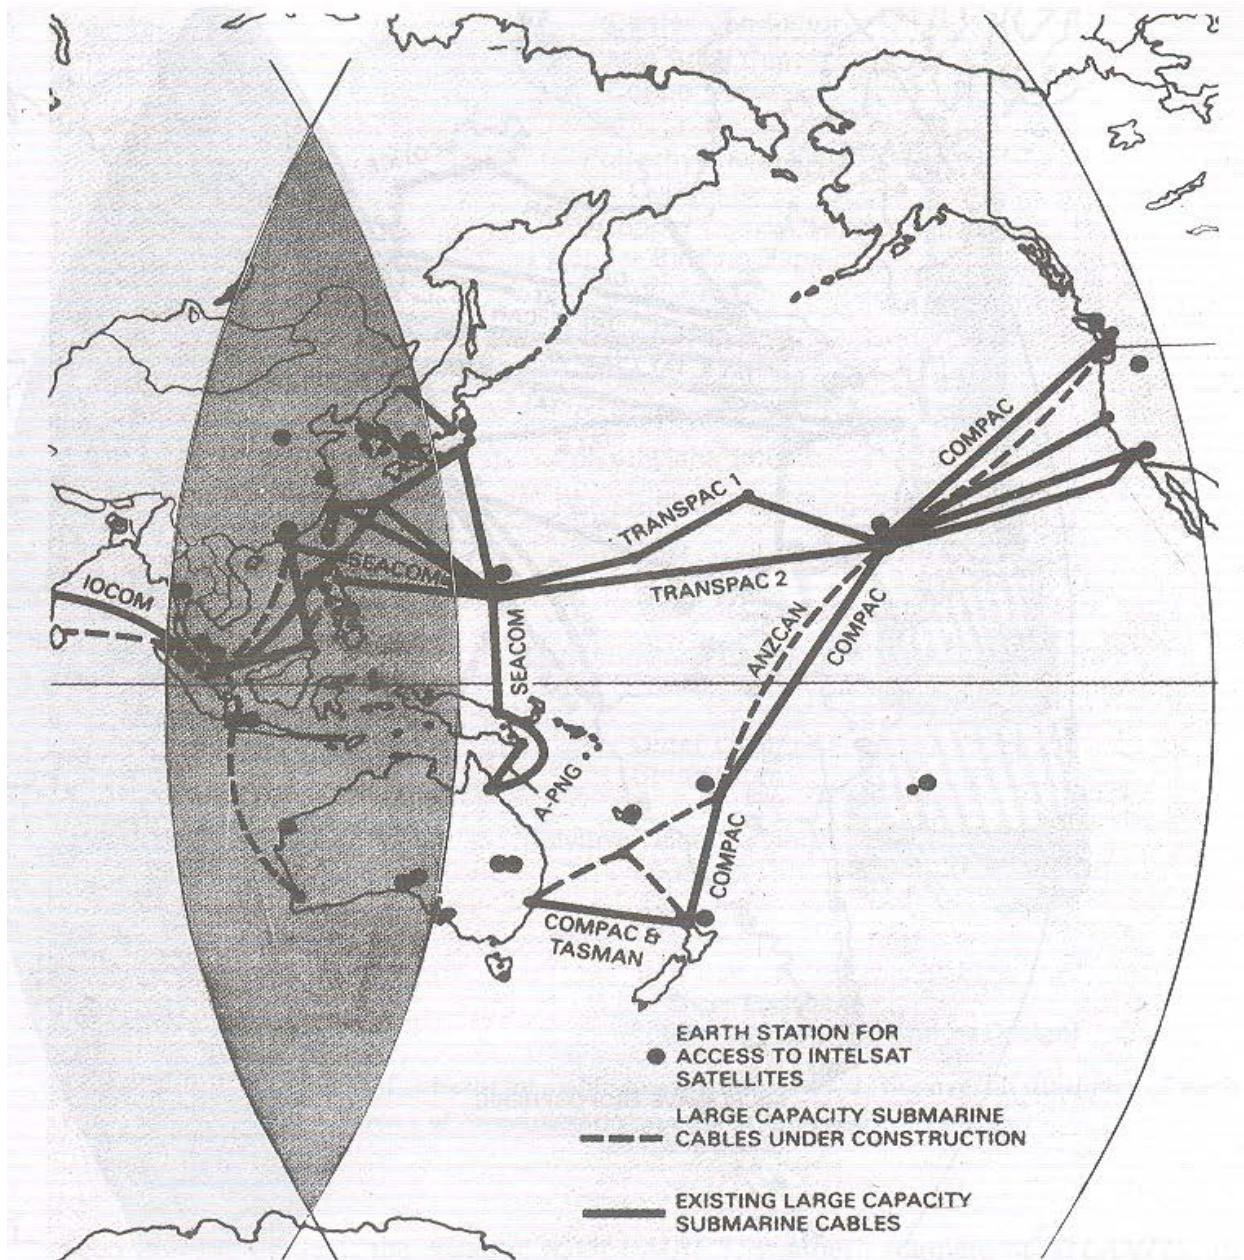 COMPAC
TRANSPAC 1
SEACOM
TRANSPAC 2
IOCOM
ANZCAN
COMPAC
SEACOM
A-PNG
COMPAC
COMPAC &
TASMAN
EARTH STATION FOR
ACCESS TO INTELSAT
SATELLITES
LARGE CAPACITY SUBMARINE
CABLES UNDER CONSTRUCTION
EXISTING LARGE CAPACITY
SUBMARINE CABLES